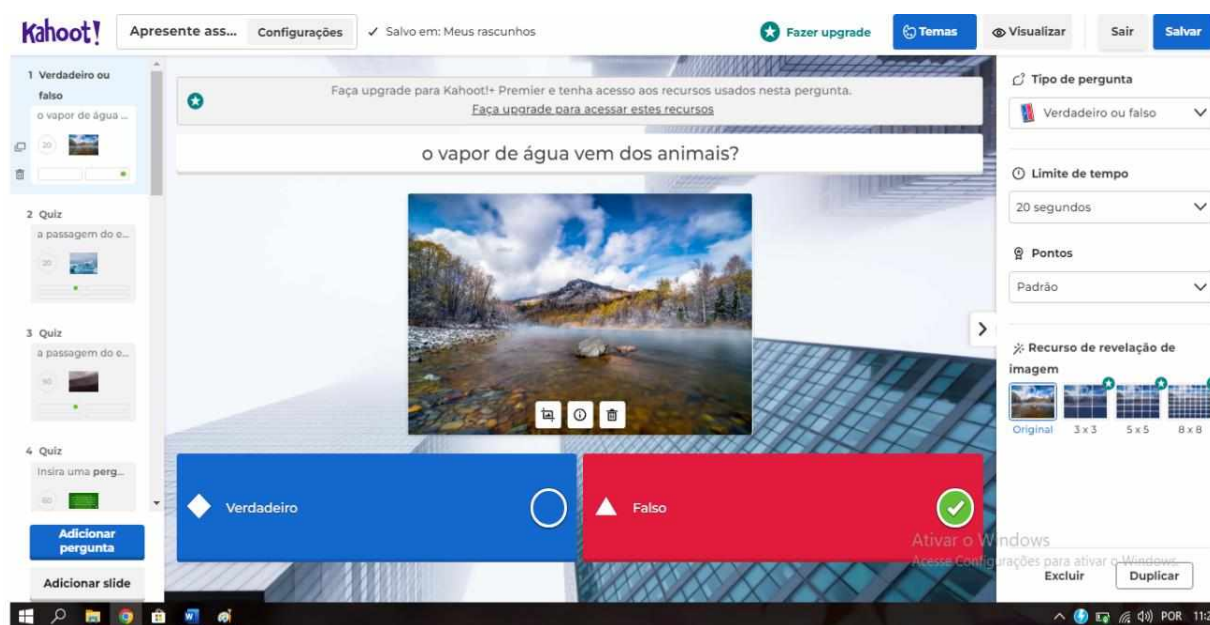 Kahoot!
Apresente ass...
Configurações
✓ Salvo em: Meus rascunhos
Fazer upgrade
Temas
Visualizar
Sair
Salvar
1 Verdadeiro ou
falso
o vapor de água ...
20
2 Quiz
a passagem do e...
20
3 Quiz
a passagem do e...
4 Quiz
Insira uma perg...
60
Adicionar
pergunta
Adicionar slide
Faça upgrade para Kahoot!+ Premier e tenha acesso aos recursos usados nesta pergunta.
Faça upgrade para acessar estes recursos
o vapor de água vem dos animais?
Verdadeiro
Falso
Tipo de pergunta
Verdadeiro ou falso
Limite de tempo
20 segundos
Pontos
Padrão
Recurso de revelação de
imagem
Original
3 x 3
5 x 5
8 x 8
Ativar o Windows
Acesse Configurações para ativar o Windows.
Excluir
Duplicar
POR